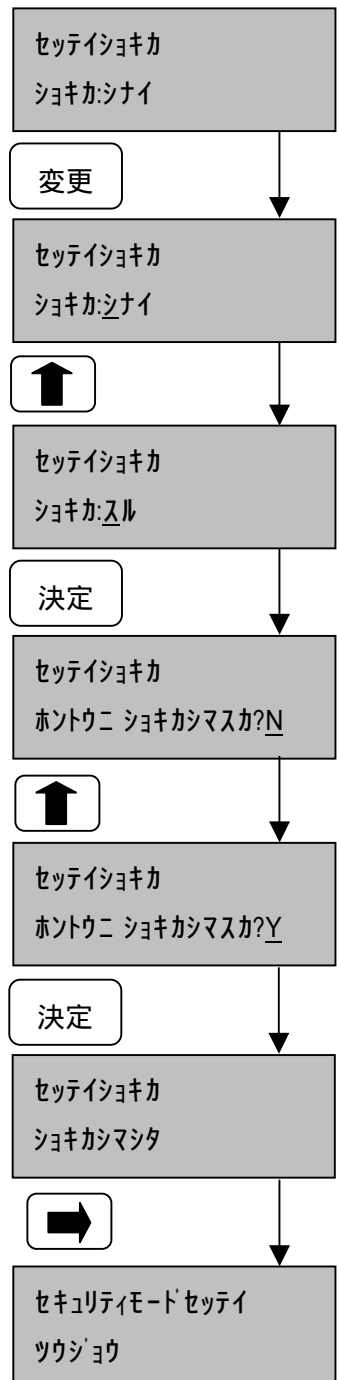 ｾｯﾃｲｼｮｷｶ
ｼｮｷｶ:ｼﾅｲ
変更
ｾｯﾃｲｼｮｷｶ
ｼｮｷｶ:ｼﾅｲ
ｾｯﾃｲｼｮｷｶ
ｼｮｷｶ:ｽﾙ
決定
ｾｯﾃｲｼｮｷｶ
ﾎﾝﾄｳﾆ ｼｮｷｶｼﾏｽｶ?N
ｾｯﾃｲｼｮｷｶ
ﾎﾝﾄｳﾆ ｼｮｷｶｼﾏｽｶ?Y
決定
ｾｯﾃｲｼｮｷｶ
ｼｮｷｶｼﾏｼﾀ
ｾｷｭﾘﾃｨﾓｰﾄﾞｾｯﾃｲ
ﾂｳｼﾞｮｳ